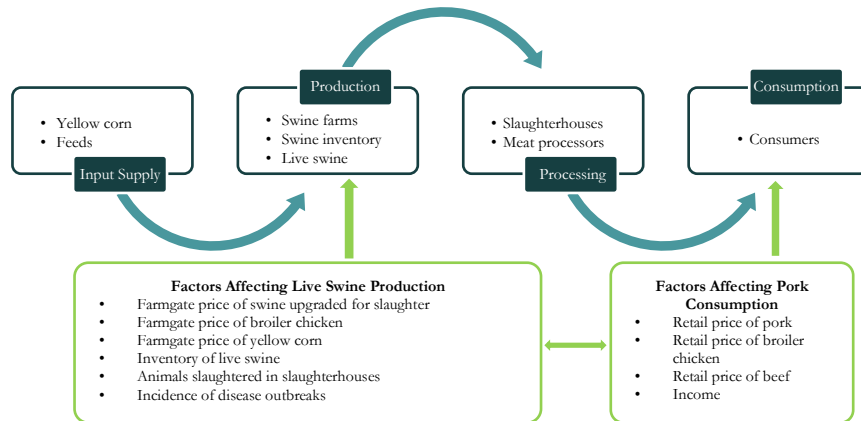 Production
Consumption
• Yellow corn
• Feeds
Input Supply
• Swine farms
• Swine inventory
• Live swine
• Slaughterhouses
• Meat processors
Processing
• Consumers
Factors Affecting Live Swine Production
• Farmgate price of swine upgraded for slaughter
• Farmgate price of broiler chicken
• Farmgate price of yellow corn
• Inventory of live swine
• Animals slaughtered in slaughterhouses
• Incidence of disease outbreaks
Factors Affecting Pork
Consumption
• Retail price of pork
• Retail price of broiler
chicken
• Retail price of beef
• Income